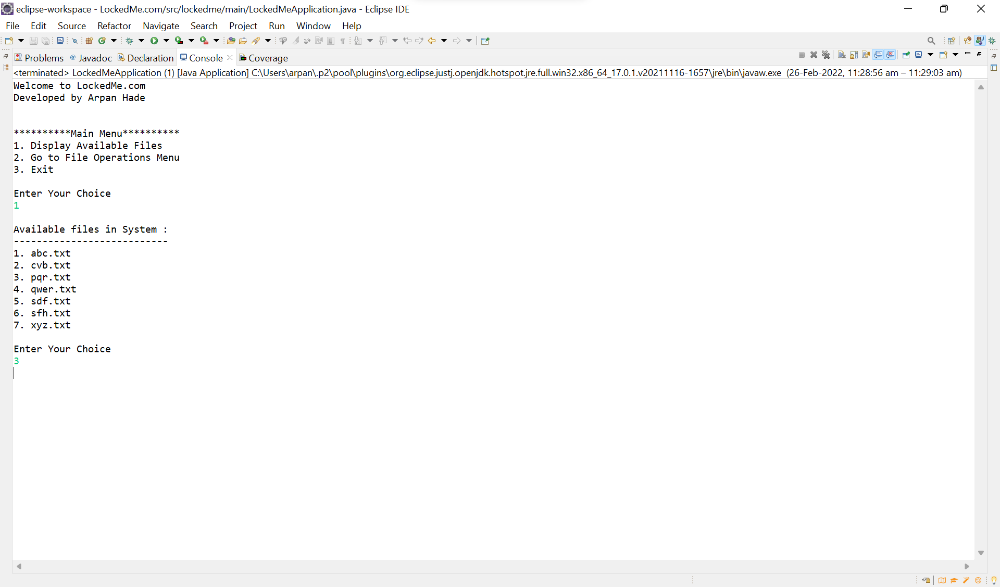 eclipse-workspace - LockedMe.com/src/lockedme/main/LockedMeApplication.java - Eclipse IDE
File Edit Source Refactor Navigate Search Project Run Window Help
Problems @ Javadoc Declaration Console Coverage
<terminated> LockedMeApplication (1) [Java Application] C:\Users\arpan\.p2\pool\plugins\org.eclipse.justj.openjdk.hotspot.jre.full.win32.x86_64_17.0.1.v20211116-1657\jre\bin\javaw.exe (26-Feb-2022, 11:28:56 am – 11:29:03 am)
Welcome to LockedMe.com
Developed by Arpan Hade
**********Main Menu**********
1. Display Available Files
2. Go to File Operations Menu
3. Exit
Enter Your Choice
1
Available files in System :
---------------------------
1. abc.txt
2. cvb.txt
3. pqr.txt
4. qwer.txt
5. sdf.txt
6. sfh.txt
7. xyz.txt
Enter Your Choice
3